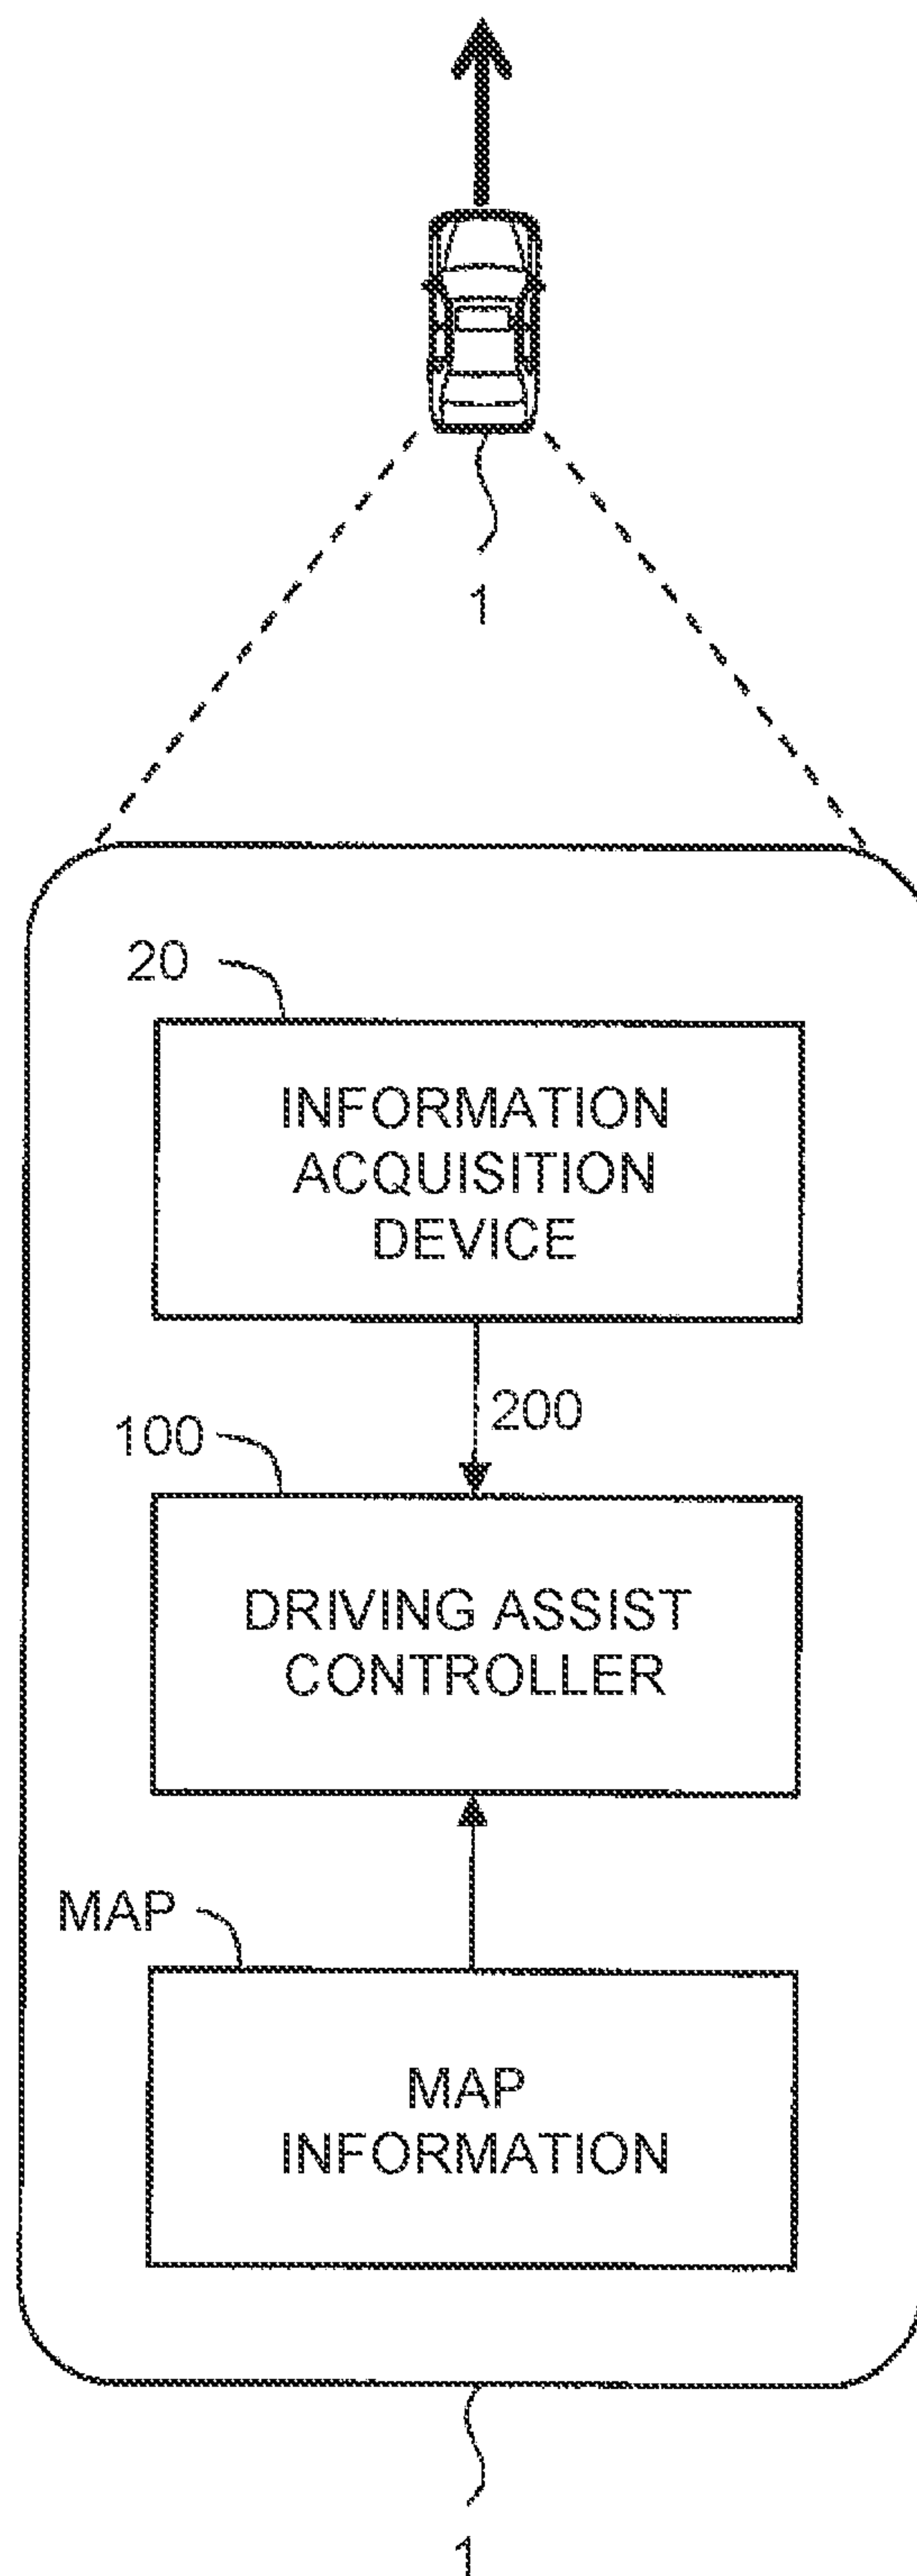 1
20
INFORMATION
ACQUISITION
DEVICE
200
100
DRIVING ASSIST
CONTROLLER
MAP
MAP
INFORMATION
1